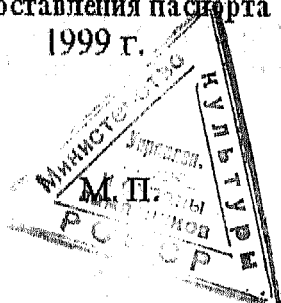 оставления паспорта
1999 г.
Министерство
культуры
М. П.
РСФСР